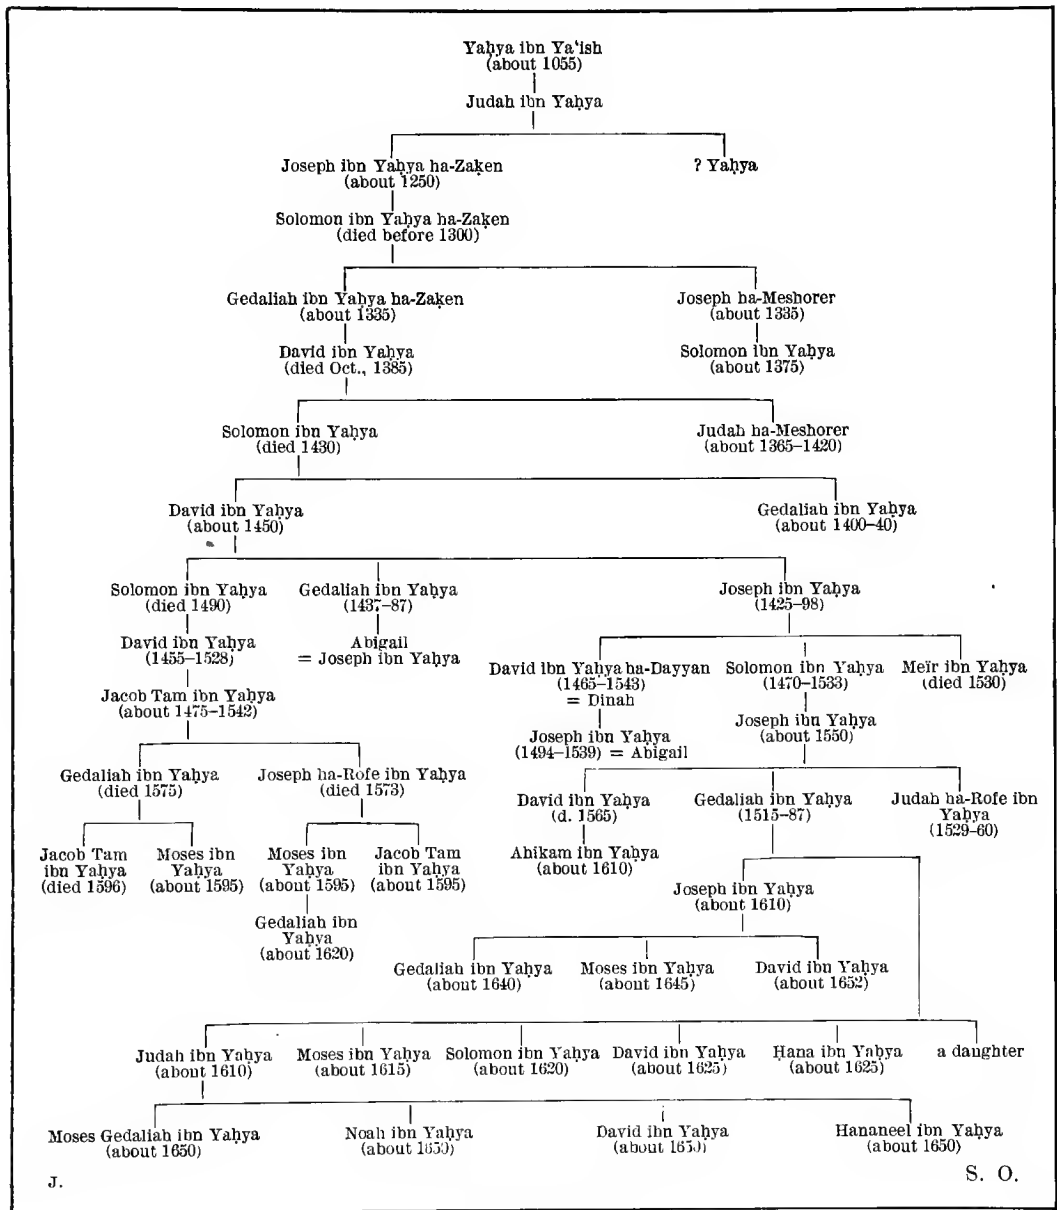 Yaḥya ibn Ya‘ish
(about 1055)
Judah ibn Yaḥya
Joseph ibn Yaḥya ha-Zaḳen
(about 1250)
? Yaḥya
Solomon ibn Yaḥya ha-Zaḳen
(died before 1300)
Gedaliah ibn Yaḥya ha-Zaḳen
(about 1335)
Joseph ha-Meshorer
(about 1335)
David ibn Yaḥya
(died Oct., 1385)
Solomon ibn Yaḥya
(about 1375)
Solomon ibn Yaḥya
(died 1430)
Judah ha-Meshorer
(about 1365–1420)
David ibn Yaḥya
(about 1450)
Gedaliah ibn Yaḥya
(about 1400–40)
Solomon ibn Yaḥya
(died 1490)
Gedaliah ibn Yaḥya
(1437–87)
Joseph ibn Yaḥya
(1425–98)
David ibn Yaḥya
(1455–1528)
Abigail
= Joseph ibn Yaḥya
David ibn Yaḥya ha-Dayyan
(1465–1543)
= Dinah
Solomon ibn Yaḥya
(1470–1533)
Meïr ibn Yaḥya
(died 1530)
Jacob Tam ibn Yaḥya
(about 1475–1542)
Joseph ibn Yaḥya
(1494–1539) = Abigail
Joseph ibn Yaḥya
(about 1550)
Gedaliah ibn Yaḥya
(died 1575)
Joseph ha-Rofe ibn Yaḥya
(died 1573)
David ibn Yaḥya
(d. 1565)
Gedaliah ibn Yaḥya
(1515–87)
Judah ha-Rofe ibn
Yaḥya
(1529–60)
Jacob Tam
ibn Yaḥya
(died 1596)
Moses ibn
Yaḥya
(about 1595)
Moses ibn
Yaḥya
(about 1595)
Jacob Tam
ibn Yaḥya
(about 1595)
Ahikam ibn Yaḥya
(about 1610)
Joseph ibn Yaḥya
(about 1610)
Gedaliah ibn
Yaḥya
(about 1620)
Gedaliah ibn Yaḥya
(about 1640)
Moses ibn Yaḥya
(about 1645)
David ibn Yaḥya
(about 1652)
Judah ibn Yaḥya
(about 1610)
Moses ibn Yaḥya
(about 1615)
Solomon ibn Yaḥya
(about 1620)
David ibn Yaḥya
(about 1625)
Ḥana ibn Yaḥya
(about 1625)
a daughter
Moses Gedaliah ibn Yaḥya
(about 1650)
Noah ibn Yaḥya
(about 1650)
David ibn Yaḥya
(about 1650)
Hananeel ibn Yaḥya
(about 1650)
J.
S. O.